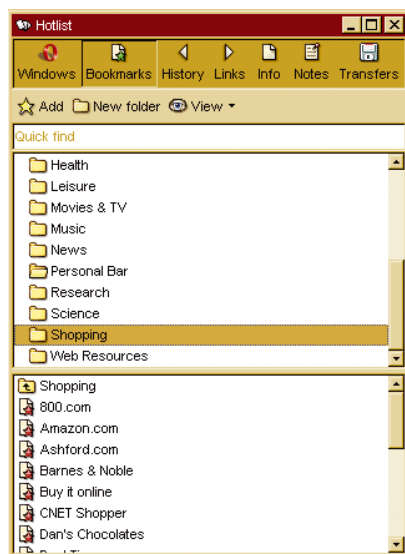 Hotlist
Windows Bookmarks History Links Info Notes Transfers
Add New folder View
Quick find
Health
Leisure
Movies & TV
Music
News
Personal Bar
Research
Science
Shopping
Web Resources
Shopping
800.com
Amazon.com
Ashford.com
Barnes & Noble
Buy it online
CNET Shopper
Dan's Chocolates